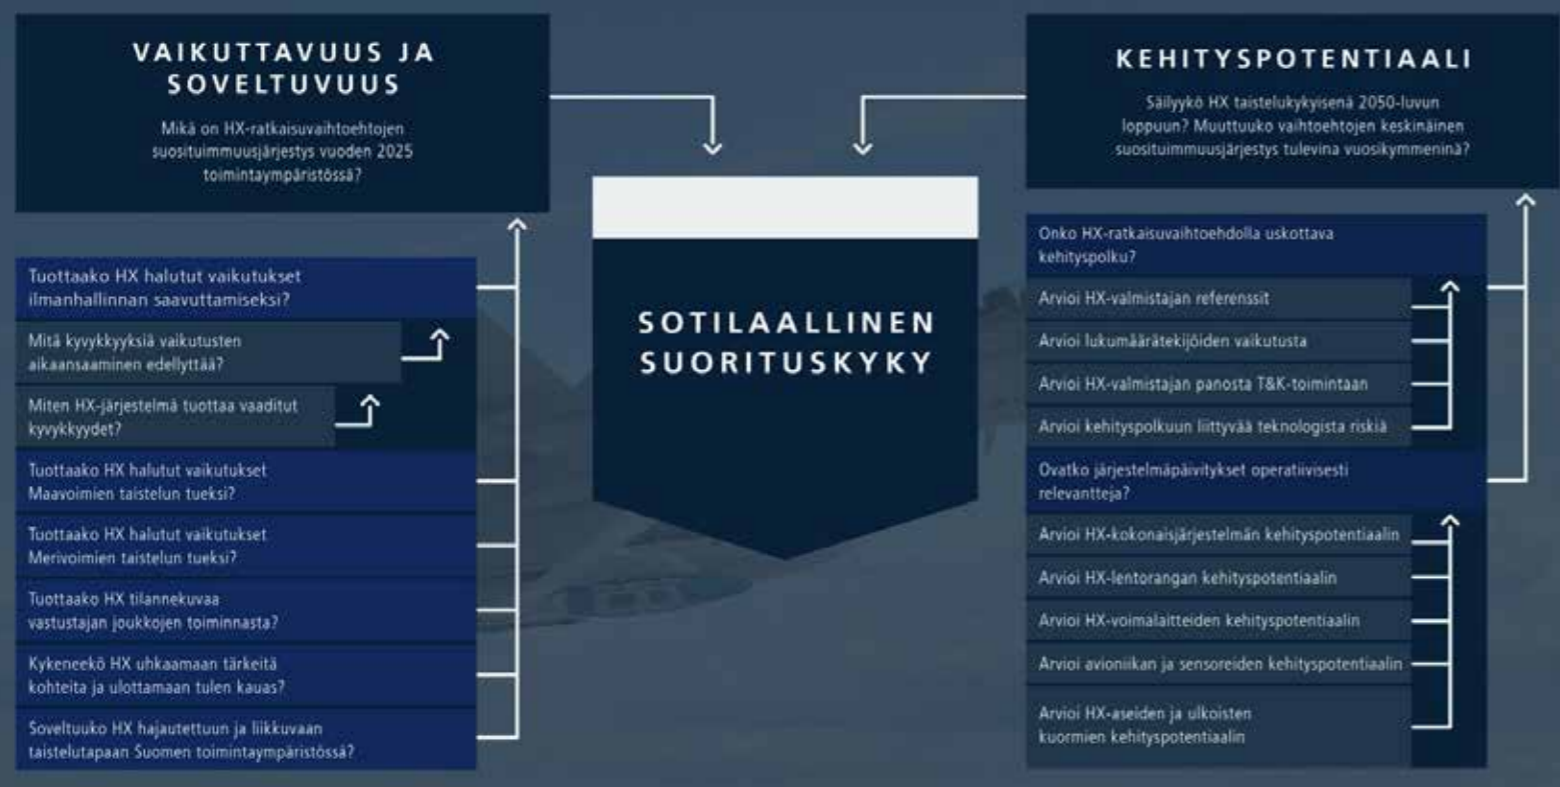 VAIKUTTAVUUS JA
SOVELTUVUUS
Mikä on HX-ratkaisuvaihtoehtojen
suosituimmuusjärjestys vuoden 2025
toimintaympäristössä?
Tuottaako HX halutut vaikutukset
ilmanhallinnan saavuttamiseksi?
Mitä kyvykkyyksiä vaikutusten
aikaansaaminen edellyttää?
Miten HX-järjestelmä tuottaa vaaditut
kyvykkyydet?
Tuottaako HX halutut vaikutukset
Maavoimien taistelun tueksi?
Tuottaako HX halutut vaikutukset
Merivoimien taistelun tueksi?
Tuottaako HX tilannekuvaa
vastustajan joukkojen toiminnasta?
Kykeneekö HX uhkaamaan tärkeitä
kohteita ja ulottamaan tulen kauas?
Soveltuuko HX hajautettuun ja liikkuvaan
taistelutapaan Suomen toimintaympäristössä?
SOTILAALLINEN
SUORITUSKYKY
KEHITYSPOTENTIAALI
Säilyykö HX taistelukykyisenä 2050-luvun
loppuun? Muuttuuko vaihtoehtojen keskinäinen
suosituimmuusjärjestys tulevina vuosikymmeninä?
Onko HX-ratkaisuvaihtoehdolla uskottava
kehityspolku?
Arvioi HX-valmistajan referenssit
Arvioi lukumäärätekijöiden vaikutusta
Arvioi HX-valmistajan panosta T&K-toimintaan
Arvioi kehityspolkuun liittyvää teknologista riskiä
Ovatko järjestelmäpäivitykset operatiivisesti
relevantteja?
Arvioi HX-kokonaisjärjestelmän kehityspotentiaalin
Arvioi HX-lentorangan kehityspotentiaalin
Arvioi HX-voimalaitteiden kehityspotentiaalin
Arvioi avioniikan ja sensoreiden kehityspotentiaalin
Arvioi HX-aseiden ja ulkoisten
kuormien kehityspotentiaalin